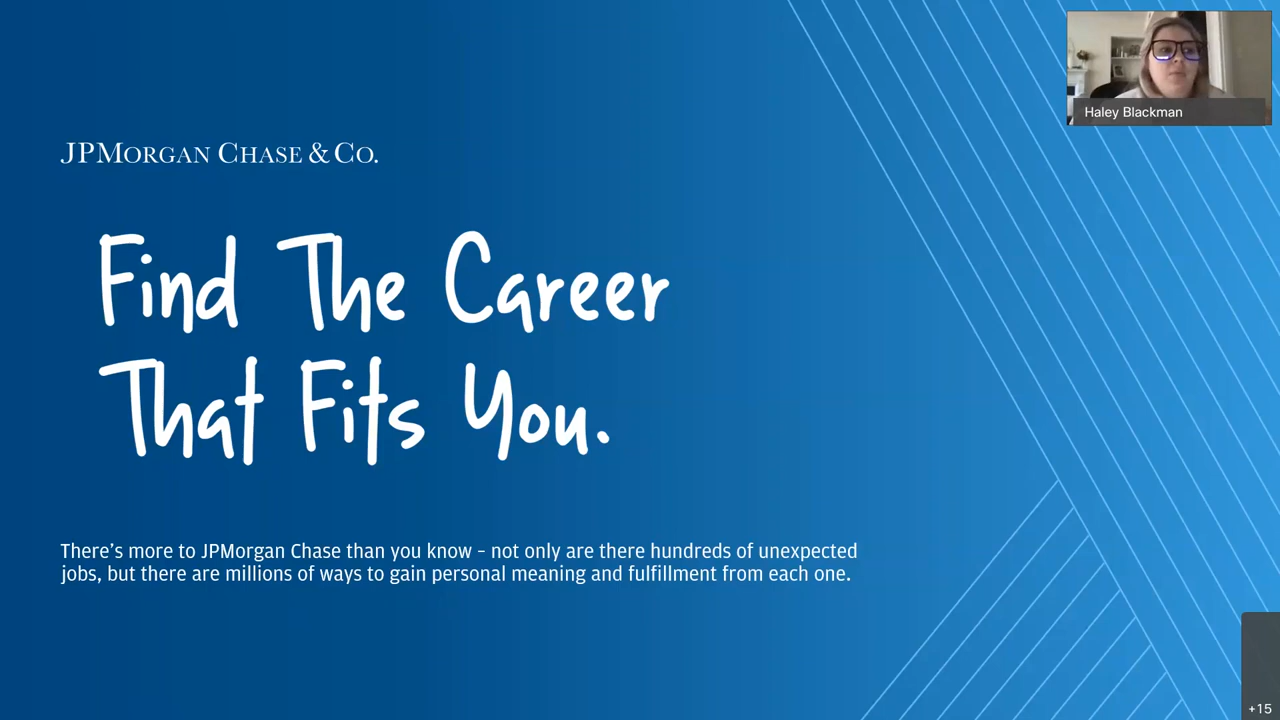 Haley Blackman
JPMORGAN CHASE & CO.
Find The Career
That Fits You.
There's more to JPMorgan Chase than you know – not only are there hundreds of unexpected
jobs, but there are millions of ways to gain personal meaning and fulfillment from each one.
+15